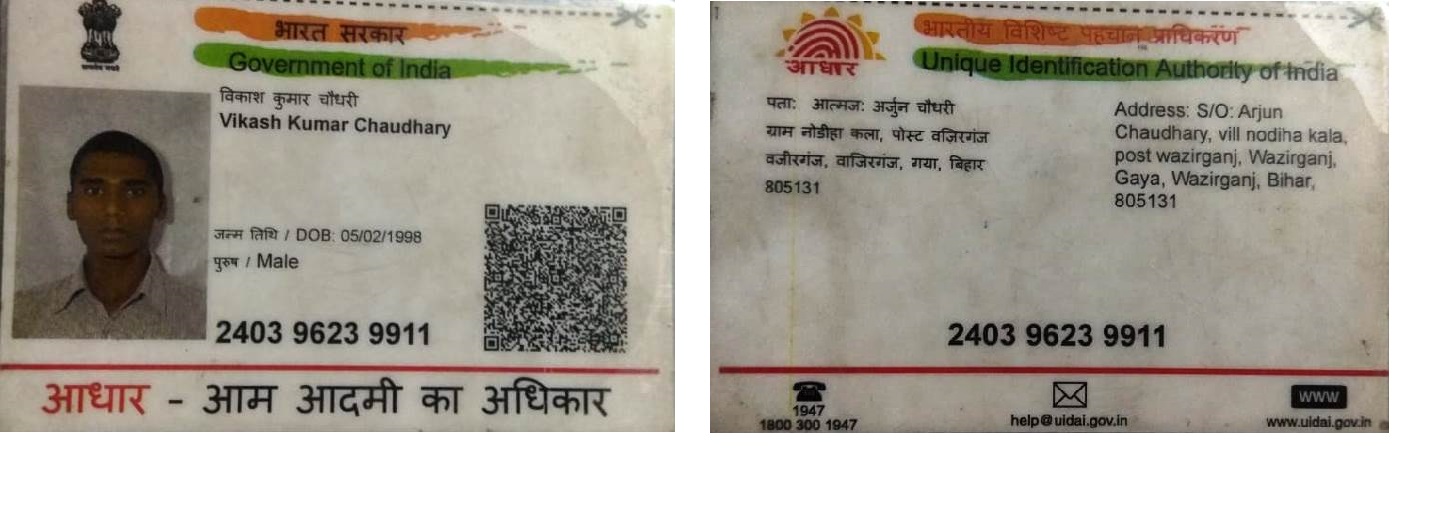 भारत सरकार
Government of India
विकाश कुमार चौधरी
Vikash Kumar Chaudhary
जन्म तिथि / DOB: 05/02/1998
पुरुष / Male
2403 9623 9911
आधार - आम आदमी का अधिकार
भारतीय विशिष्ट पहचान प्राधिकरण
Unique Identification Authority of India
आधार
पता: आत्मज: अर्जुन चौधरी
ग्राम नोडीहा कला, पोस्ट वज़िरगंज
वजीरगंज, वाजिरगंज, गया, बिहार
805131
Address: S/O: Arjun
Chaudhary, vill nodiha kala,
post wazirganj, Wazirganj,
Gaya, Wazirganj, Bihar,
805131
2403 9623 9911
1947
1800 300 1947
help@uidai.gov.in
www
www.uidai.gov.in